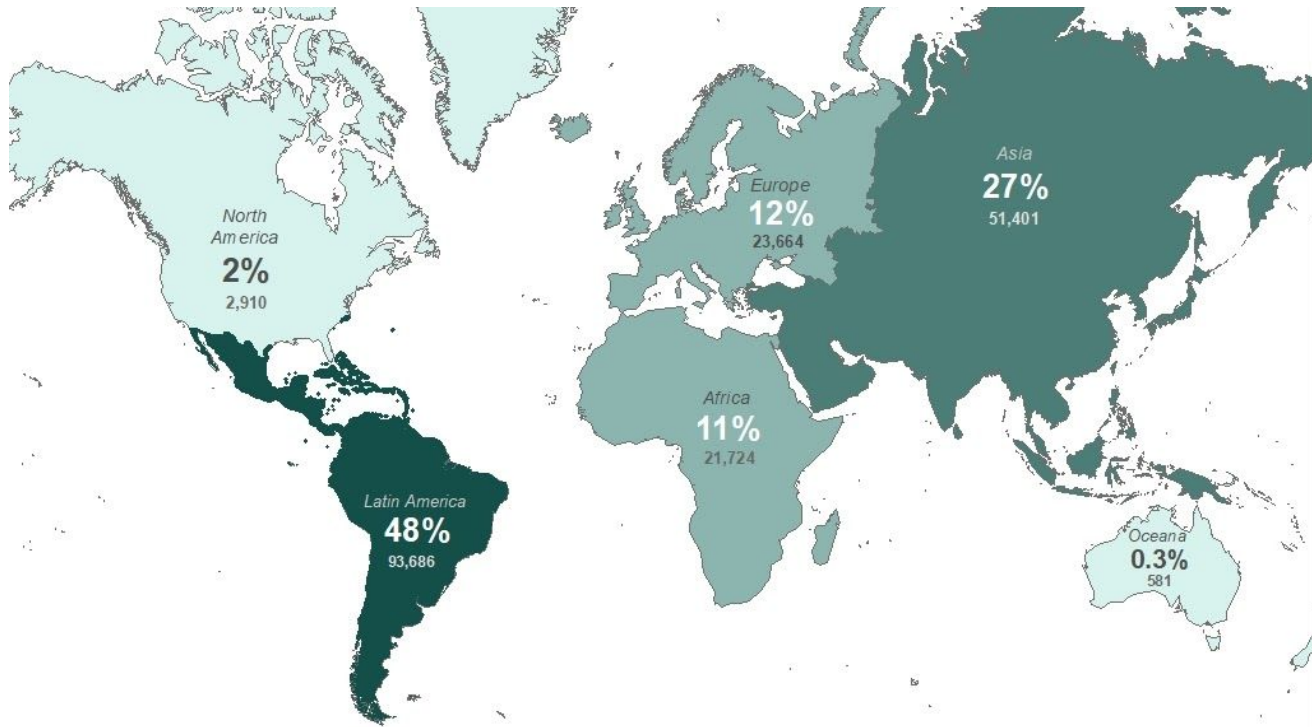 North
America
2%
2,910
Latin America
48%
93,686
Europe
12%
23,664
Africa
11%
21,724
Asia
27%
51,401
Oceana
0.3%
581